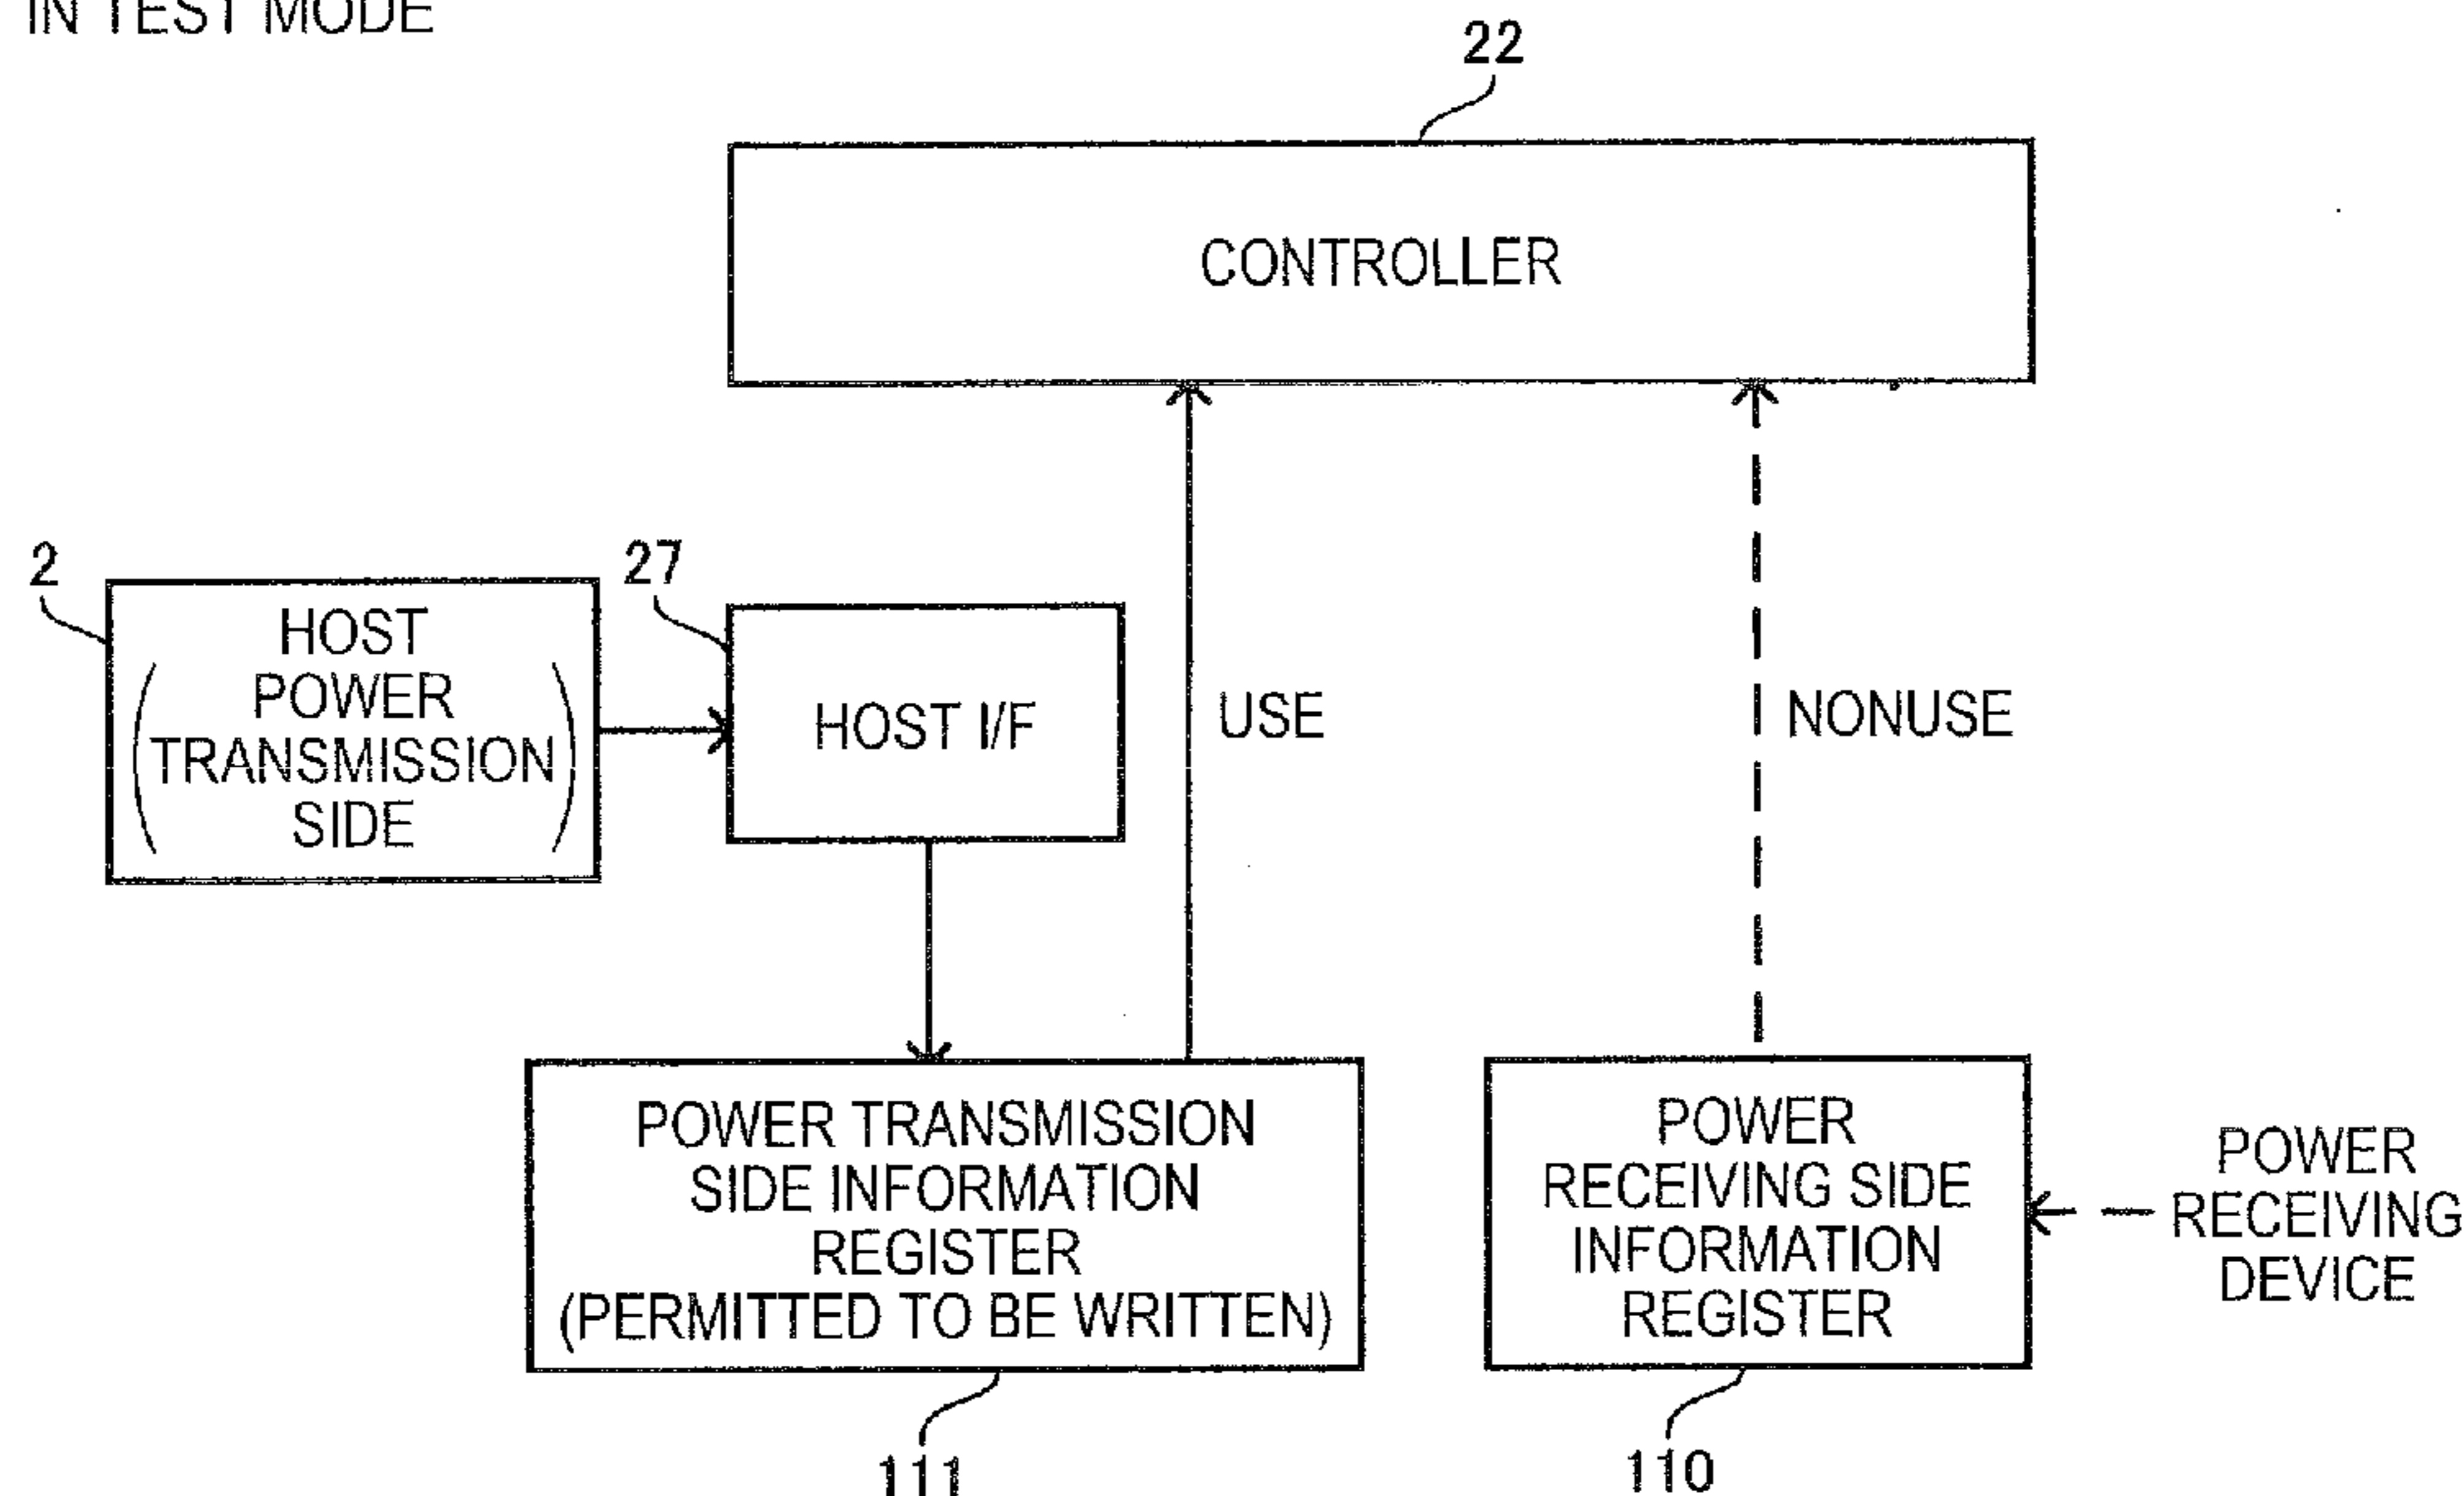 IN TEST MODE
22
CONTROLLER
2
27
HOST
POWER
TRANSMISSION
SIDE
HOST I/F
USE
NONUSE
POWER TRANSMISSION
SIDE INFORMATION
REGISTER
(PERMITTED TO BE WRITTEN)
POWER
RECEIVING SIDE
INFORMATION
REGISTER
POWER
RECEIVING
DEVICE
111
110